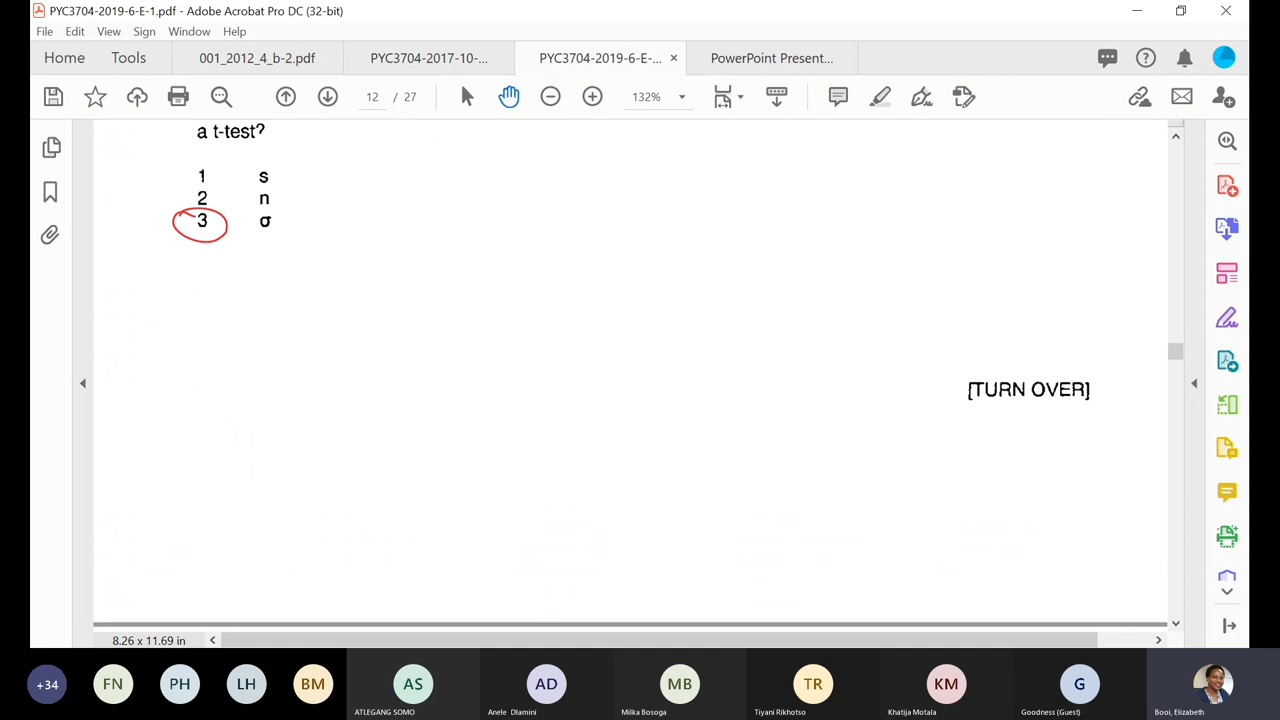 PYC3704-2019-6-E-1.pdf - Adobe Acrobat Pro DC (32-bit)
File Edit View Sign Window Help
Home Tools 001_2012_4_b-2.pdf PYC3704-2017-10-... PYC3704-2019-6-E-... × PowerPoint Present...
12 / 27 132%
a t-test?
1 s
2 n
3 σ
[TURN OVER]
8.26 x 11.69 in
+34 FN PH LH BM AS AD MB TR KM G
ATLEGANG SOMO Anele Dlamini Milka Bosoga Tiyani Rikhotso Khatija Motala Goodness (Guest) Booi, Elizabeth